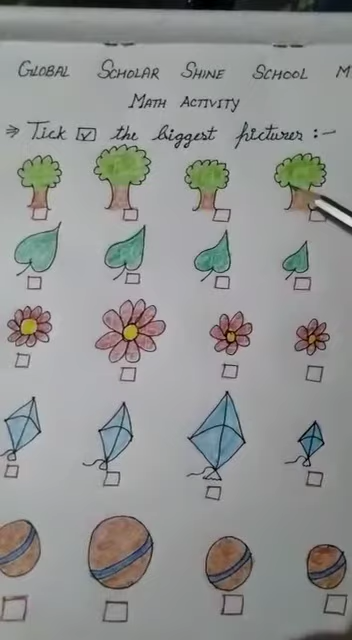 GLOBAL SCHOLAR SHINE SCHOOL M
MATH ACTIVITY
⇒ Tick ☑ the biggest pictures :-